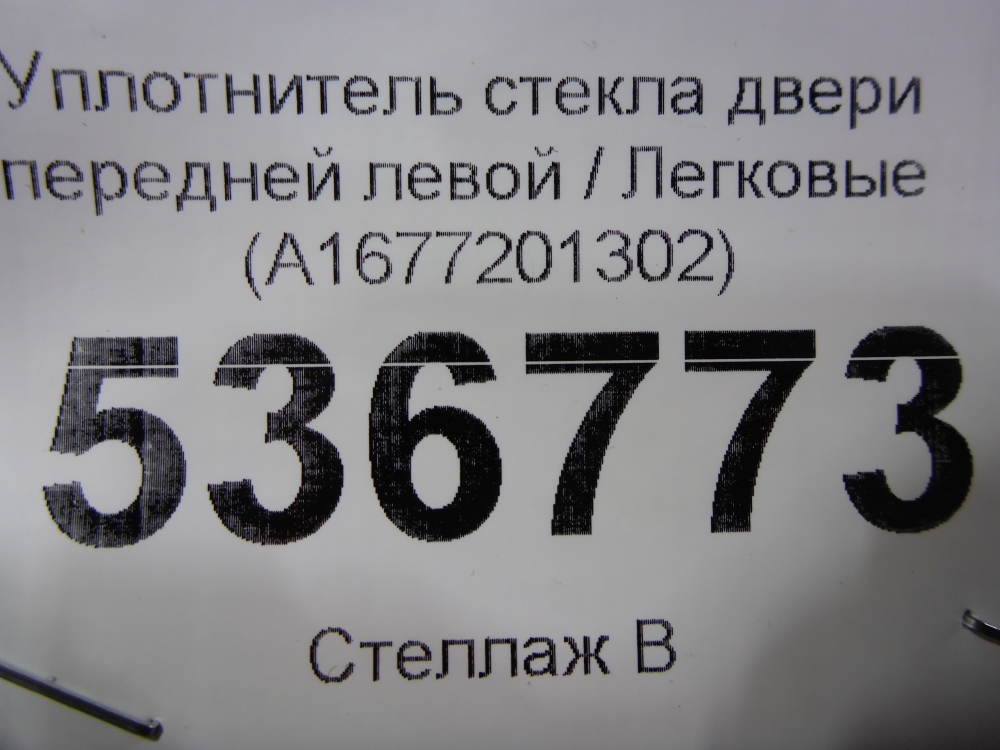 Уплотнитель стекла двери
передней левой / Легковые
(A1677201302)
536773
Стеллаж В